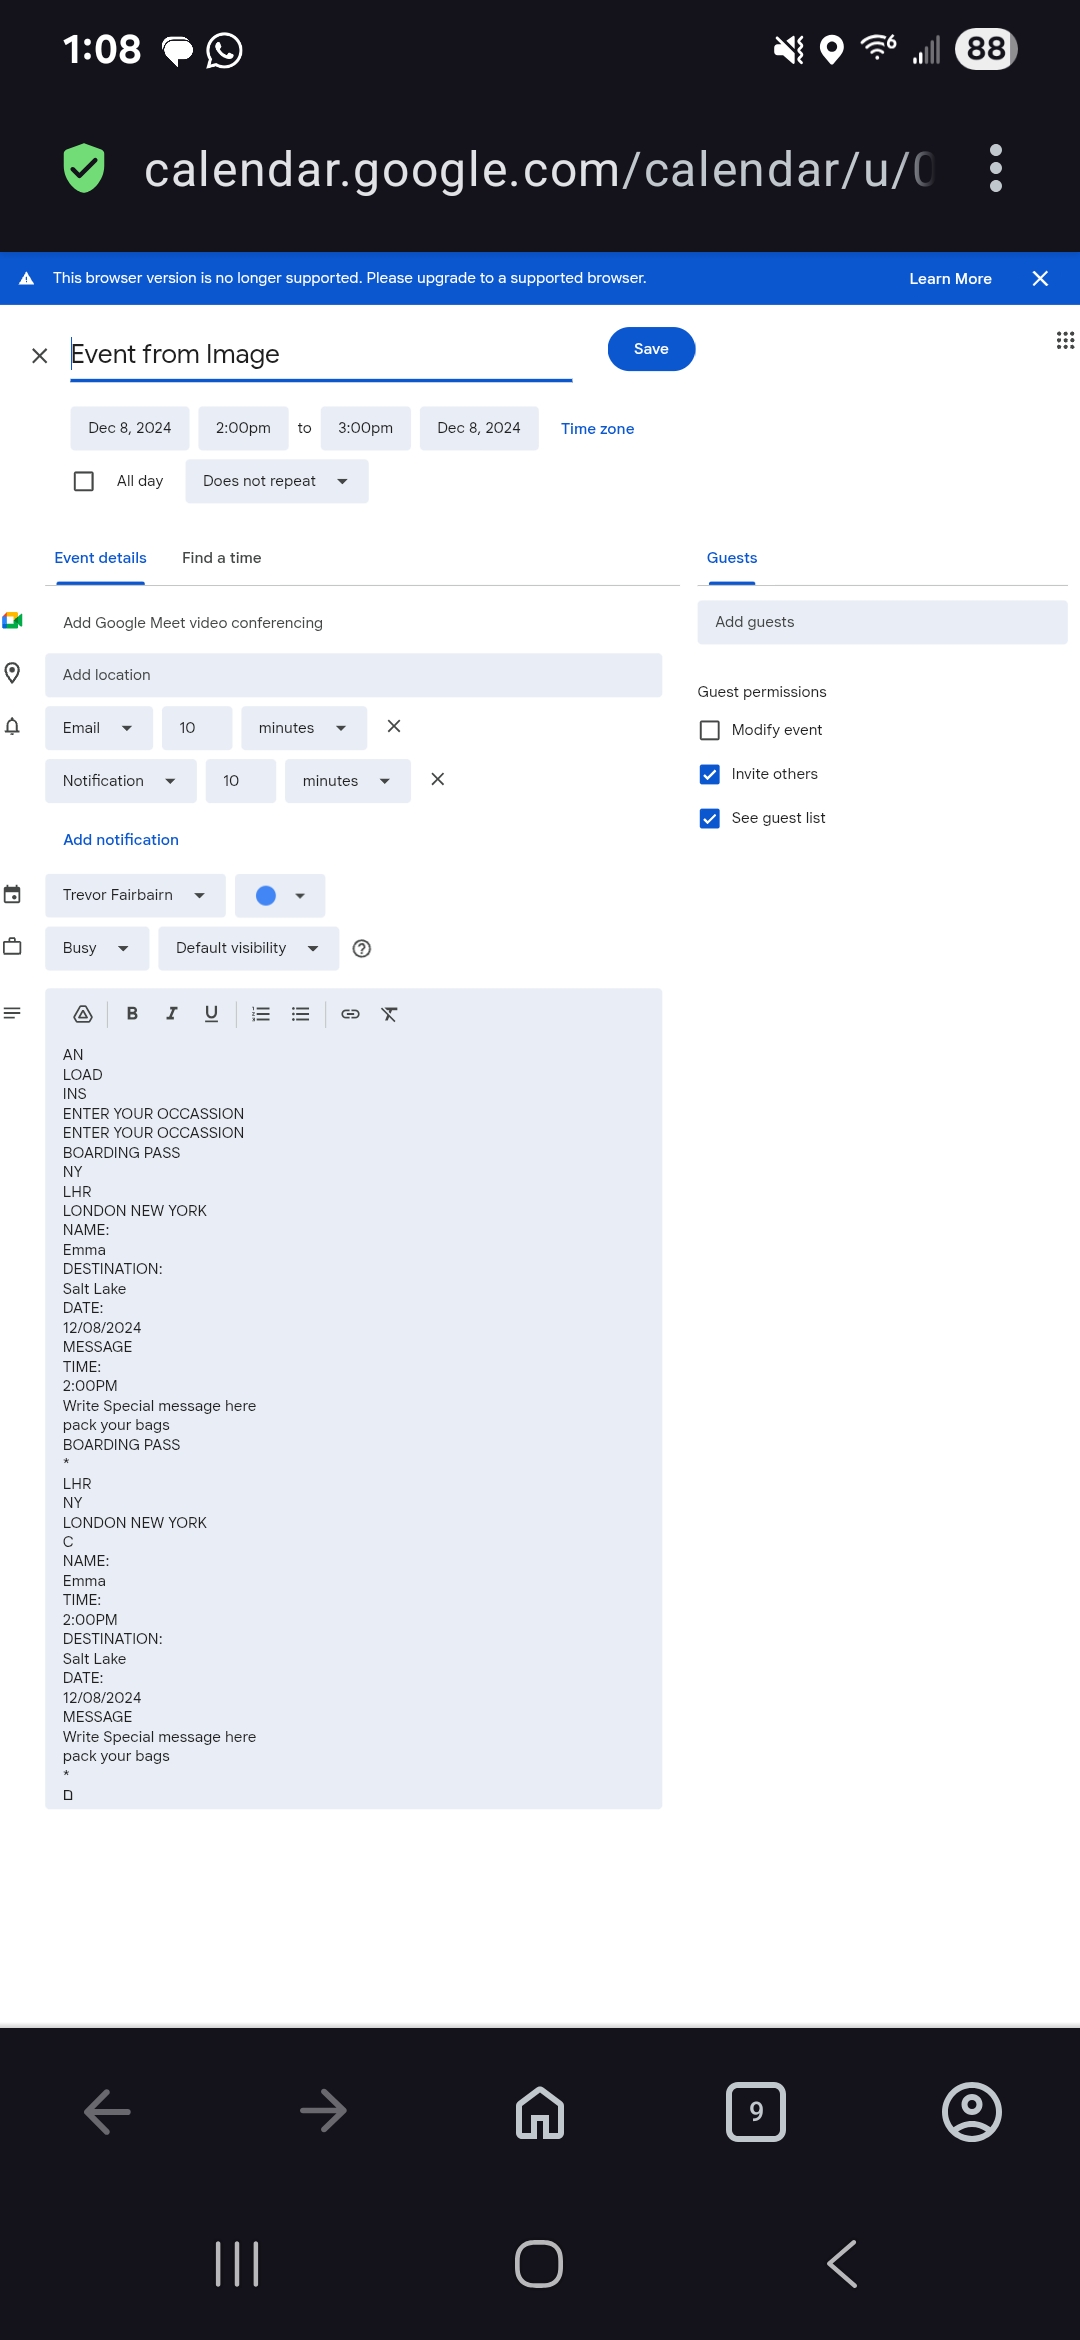 1:08
88
calendar.google.com/calendar/u/0
This browser version is no longer supported. Please upgrade to a supported browser.
Learn More
Event from Image
Save
Dec 8, 2024
2:00pm
to
3:00pm
Dec 8, 2024
Time zone
All day
Does not repeat
Event details
Find a time
Guests
Add Google Meet video conferencing
Add guests
Add location
Guest permissions
Email
10
minutes
Modify event
Notification
10
minutes
Invite others
See guest list
Add notification
Trevor Fairbairn
Busy
Default visibility
B I U
AN
LOAD
INS
ENTER YOUR OCCASSION
ENTER YOUR OCCASSION
BOARDING PASS
NY
LHR
LONDON NEW YORK
NAME:
Emma
DESTINATION:
Salt Lake
DATE:
12/08/2024
MESSAGE
TIME:
2:00PM
Write Special message here
pack your bags
BOARDING PASS
*
LHR
NY
LONDON NEW YORK
C
NAME:
Emma
TIME:
2:00PM
DESTINATION:
Salt Lake
DATE:
12/08/2024
MESSAGE
Write Special message here
pack your bags
*
ם
9